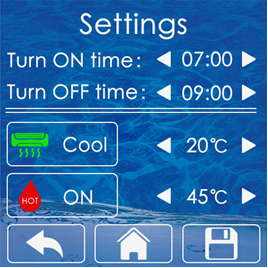 Settings
Turn ON time: 07:00
Turn OFF time: 09:00
Cool 20℃
HOT ON 45℃